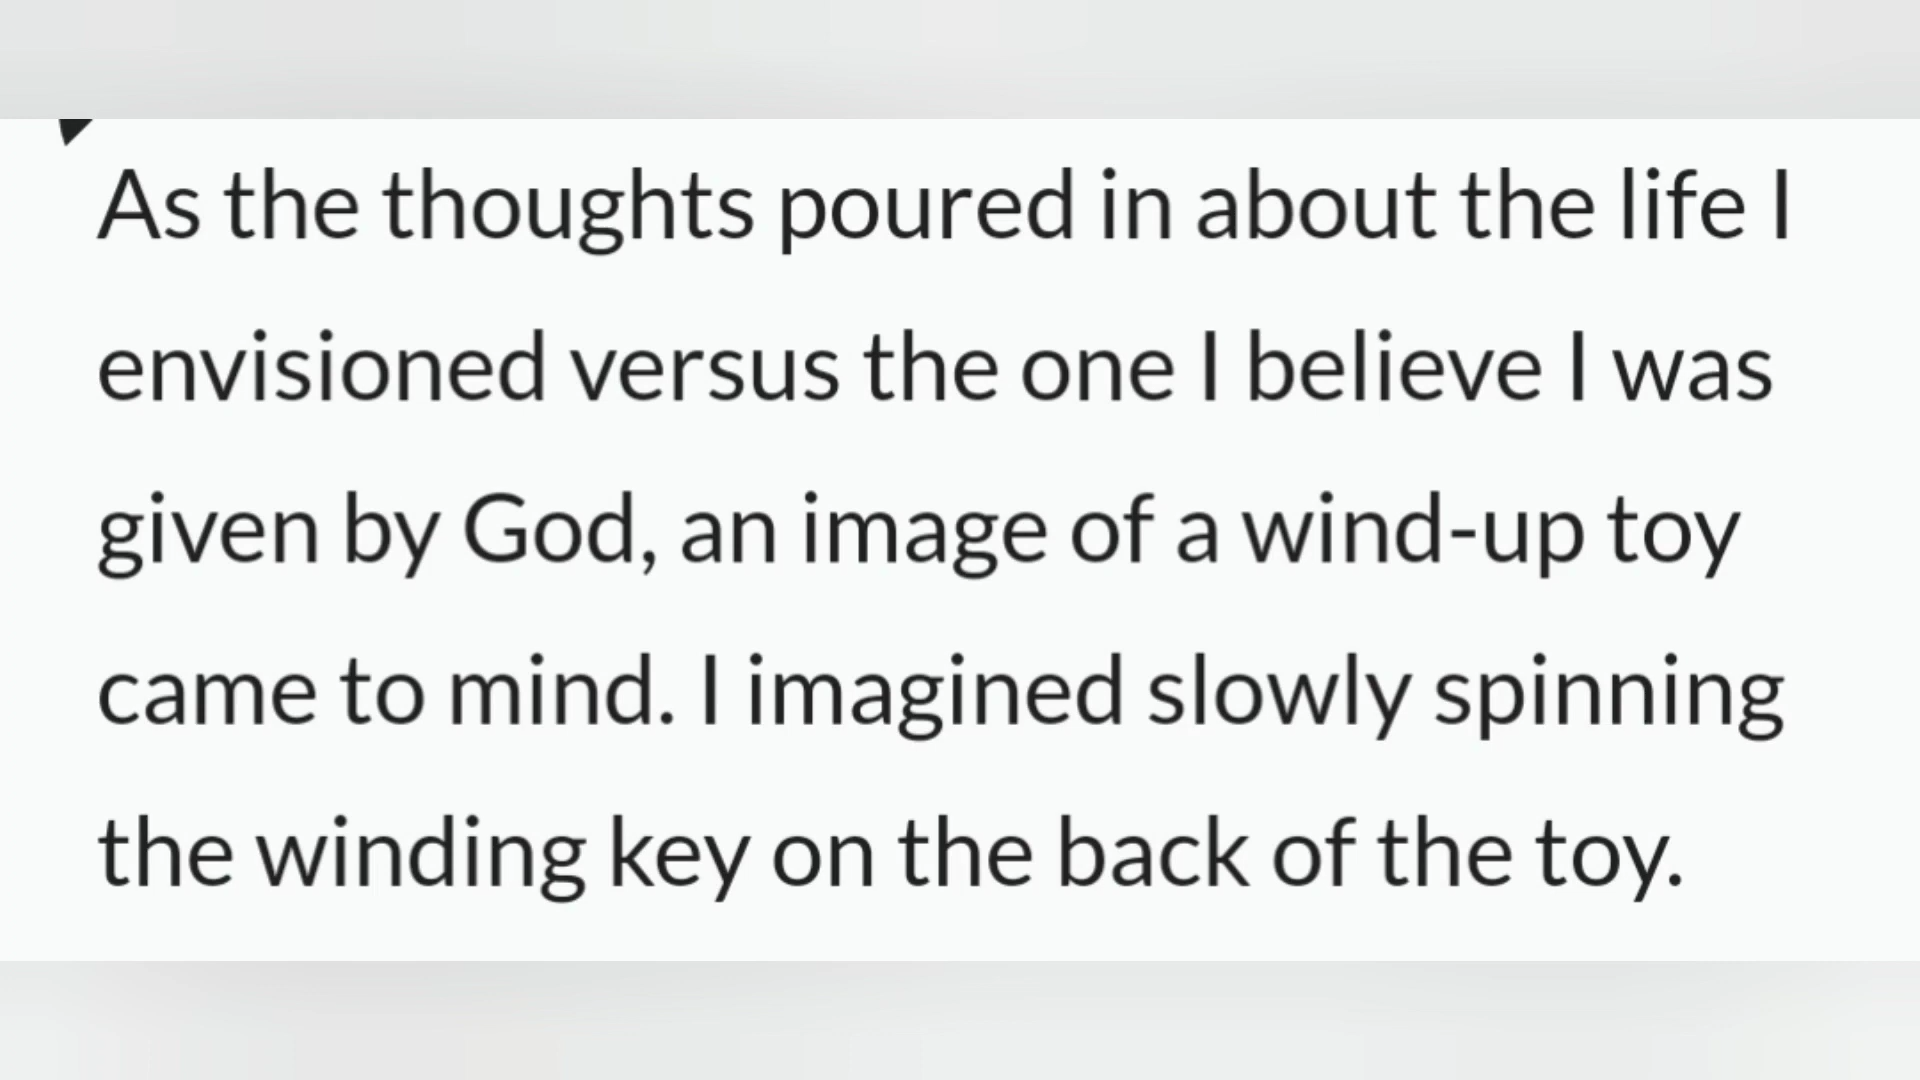 As the thoughts poured in about the life I
envisioned versus the one I believe I was
given by God, an image of a wind-up toy
came to mind. I imagined slowly spinning
the winding key on the back of the toy.